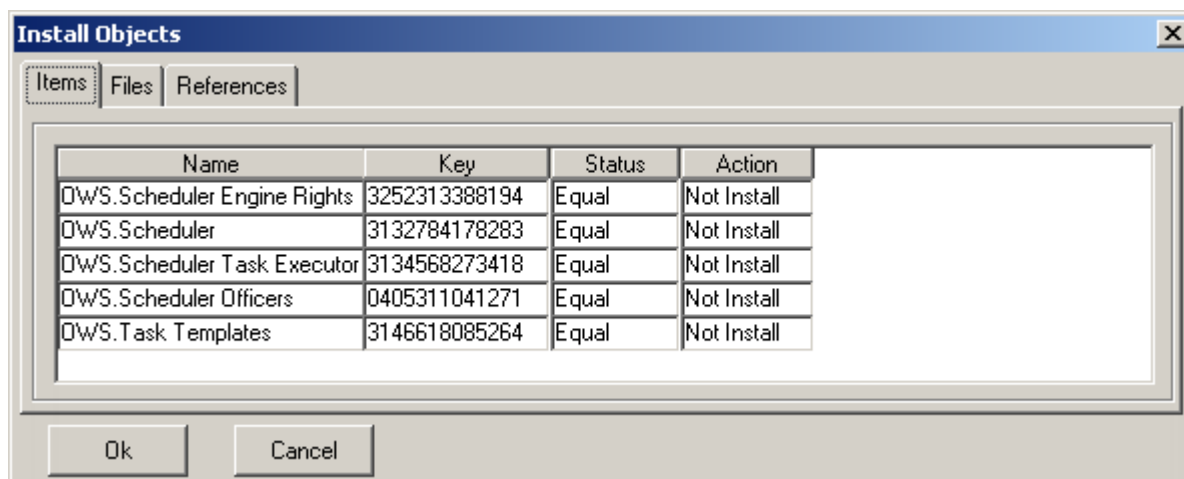 Install Objects
Items Files References
Name Key Status Action
OWS.Scheduler Engine Rights 3252313388194 Equal Not Install
OWS.Scheduler 3132784178283 Equal Not Install
OWS.Scheduler Task Executor 3134568273418 Equal Not Install
OWS.Scheduler Officers 0405311041271 Equal Not Install
OWS.Task Templates 3146618085264 Equal Not Install
Ok Cancel